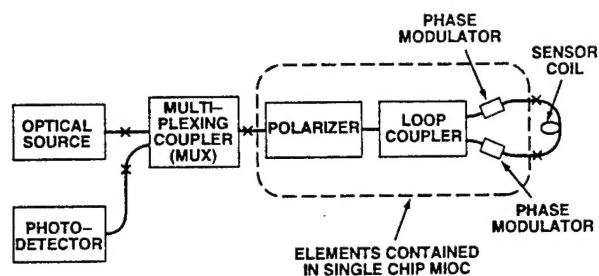 PHASE
MODULATOR
SENSOR
COIL
OPTICAL
SOURCE
MULTI-
PLEXING
COUPLER
(MUX)
POLARIZER
LOOP
COUPLER
PHOTO-
DETECTOR
PHASE
MODULATOR
ELEMENTS CONTAINED
IN SINGLE CHIP MIOC